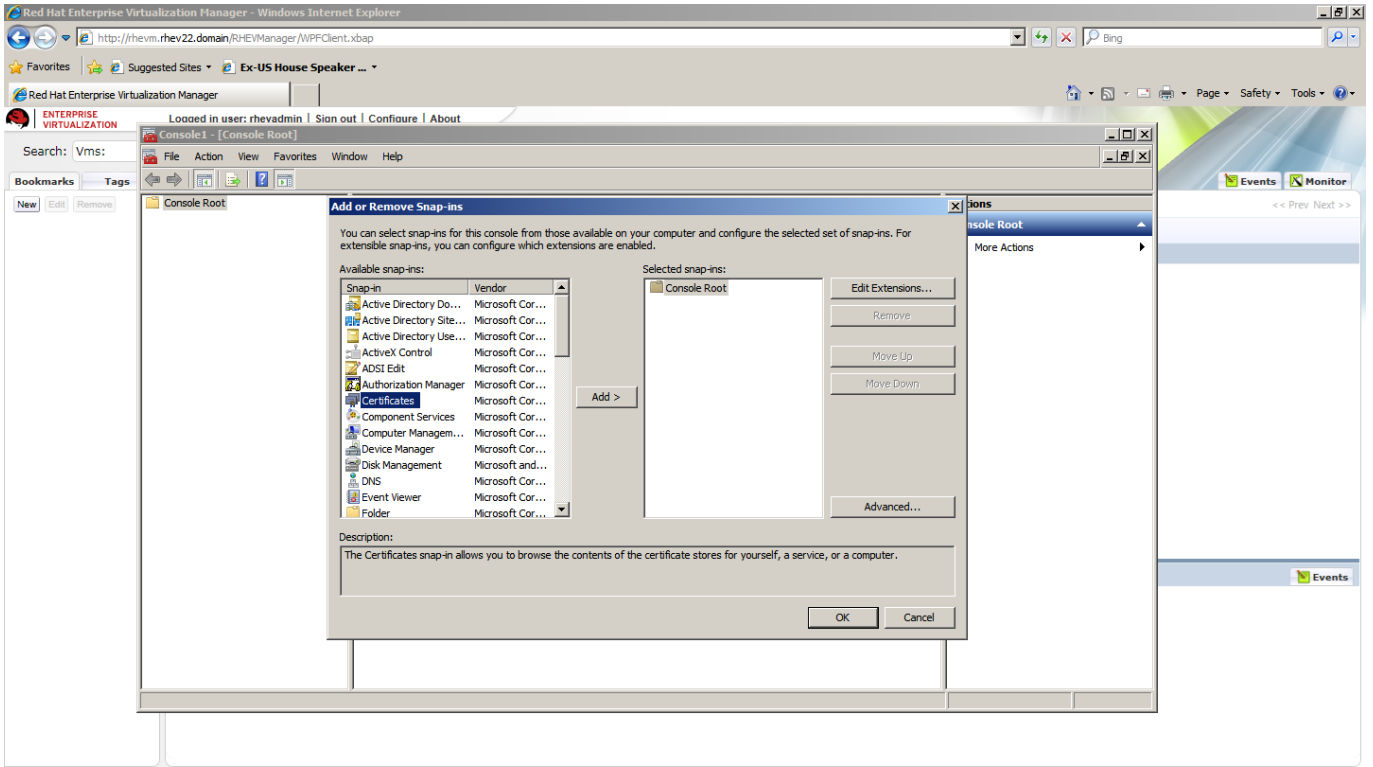 Red Hat Enterprise Virtualization Manager - Windows Internet Explorer
http://rhevm.rhev22.domain/RHEVManager/WPFClient.xbap
Bing
Favorites Suggested Sites Ex-US House Speaker ...
Red Hat Enterprise Virtualization Manager
Page Safety Tools
ENTERPRISE
VIRTUALIZATION
Logged in user: rhevadmin | Sign out | Configure | About
Search: Vms:
Bookmarks Tags
Events Monitor
New Edit Remove
<< Prev Next >>
Console1 - [Console Root]
File Action View Favorites Window Help
Console Root
tions
nsole Root
More Actions
Add or Remove Snap-ins
You can select snap-ins for this console from those available on your computer and configure the selected set of snap-ins. For
extensible snap-ins, you can configure which extensions are enabled.
Available snap-ins:
Snap-in Vendor
Active Directory Do... Microsoft Cor...
Active Directory Site... Microsoft Cor...
Active Directory Use... Microsoft Cor...
ActiveX Control Microsoft Cor...
ADSI Edit Microsoft Cor...
Authorization Manager Microsoft Cor...
Certificates Microsoft Cor...
Component Services Microsoft Cor...
Computer Managem... Microsoft Cor...
Device Manager Microsoft Cor...
Disk Management Microsoft and...
DNS Microsoft Cor...
Event Viewer Microsoft Cor...
Folder Microsoft Cor...
Add >
Selected snap-ins:
Console Root
Edit Extensions...
Remove
Move Up
Move Down
Advanced...
Description:
The Certificates snap-in allows you to browse the contents of the certificate stores for yourself, a service, or a computer.
OK Cancel
Events